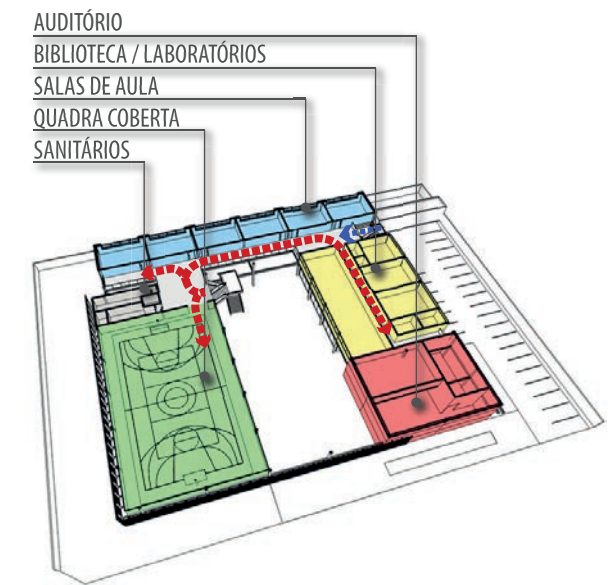 AUDITÓRIO
BIBLIOTECA / LABORATÓRIOS
SALAS DE AULA
QUADRA COBERTA
SANITÁRIOS